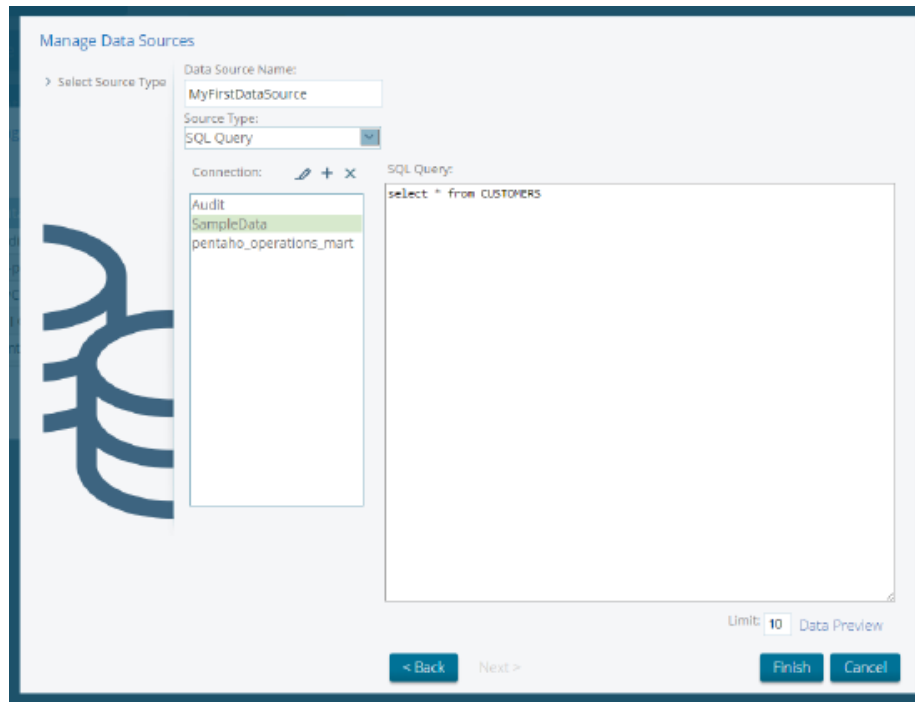 Manage Data Sources
> Select Source Type
Data Source Name:
MyFirstDataSource
Source Type:
SQL Query
Connection:
Audit
SampleData
pentaho_operations_mart
SQL Query:
select * from CUSTOMERS
Limit: 10 Data Preview
< Back Next > Finish Cancel